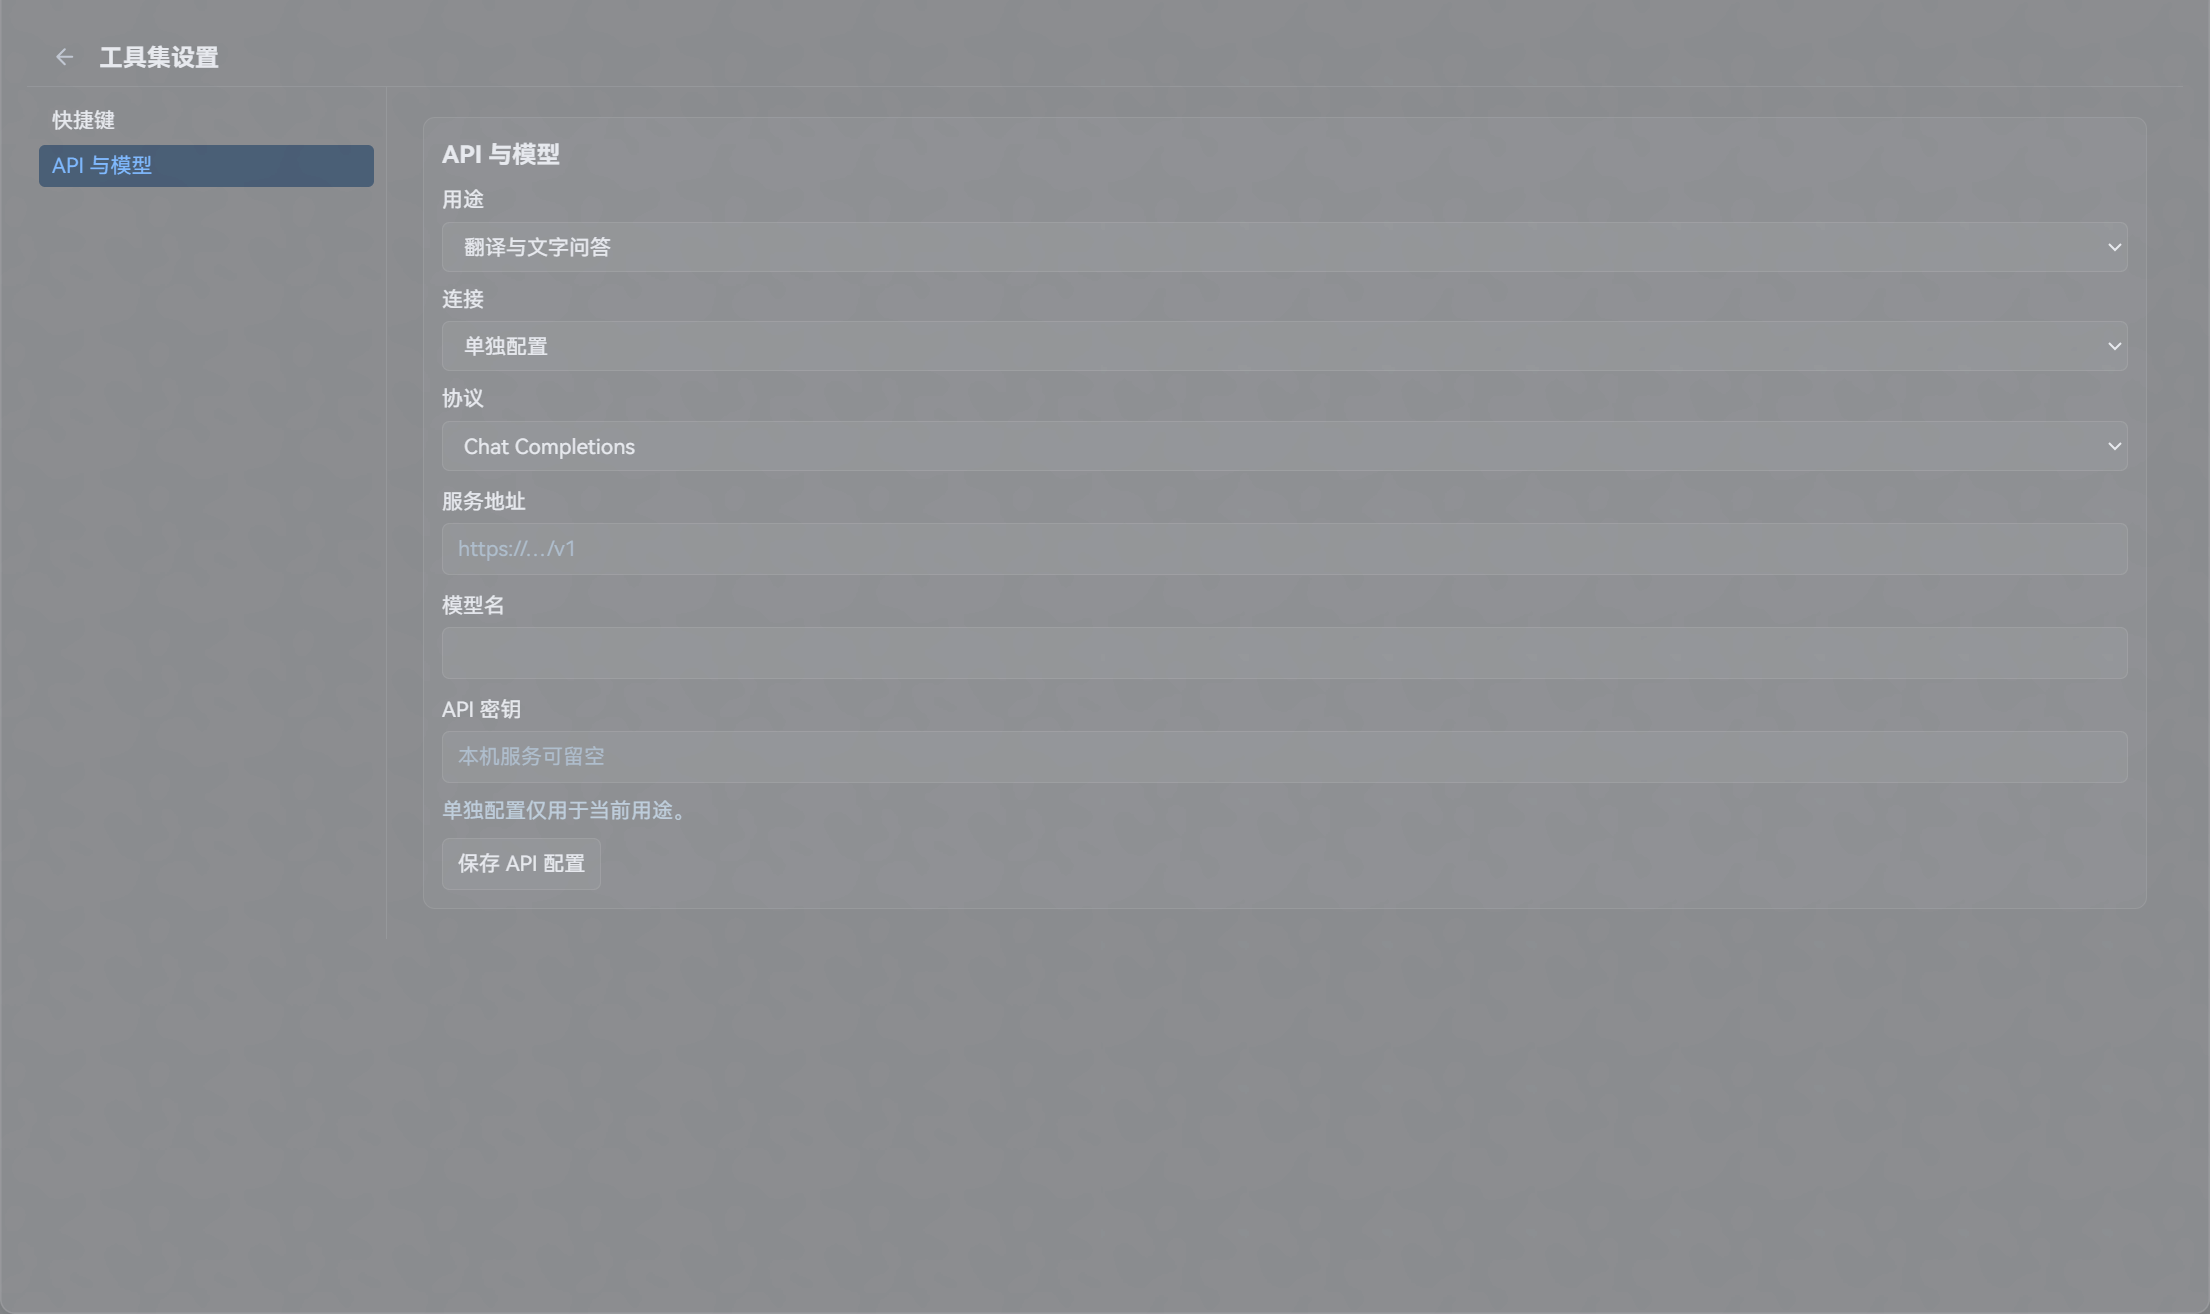 工具集设置
快捷键
API 与模型
API 与模型
用途
翻译与文字问答
连接
单独配置
协议
Chat Completions
服务地址
https://.../v1
模型名
API 密钥
本机服务可留空
单独配置仅用于当前用途。
保存 API 配置